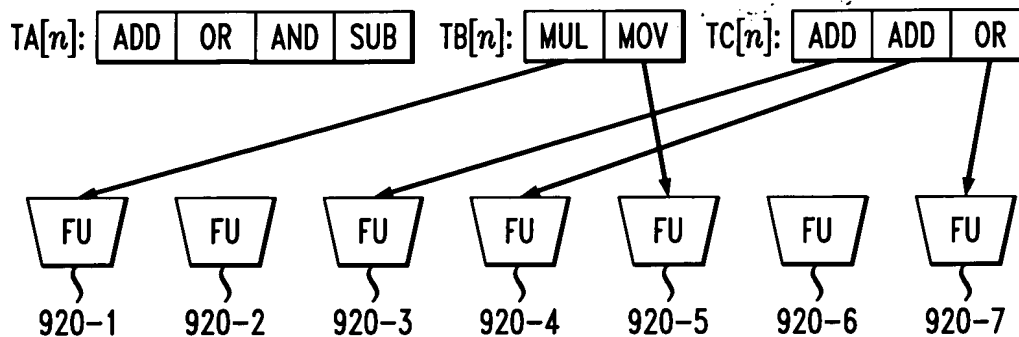 TA[n]: ADD OR AND SUB TB[n]: MUL MOV TC[n]: ADD ADD OR
FU FU FU FU FU FU FU
920-1 920-2 920-3 920-4 920-5 920-6 920-7